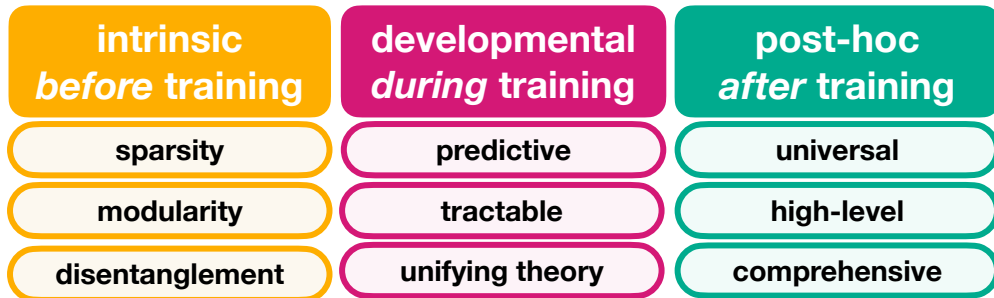 intrinsic
before training
sparsity
modularity
disentanglement
developmental
during training
predictive
tractable
unifying theory
post-hoc
after training
universal
high-level
comprehensive